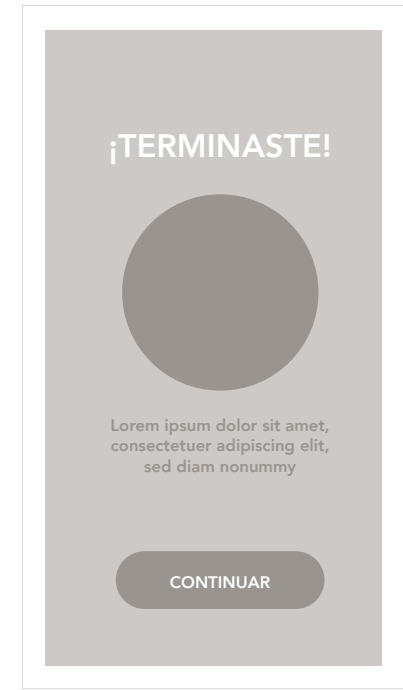 ¡TERMINASTE!
Lorem ipsum dolor sit amet,
consectetuer adipiscing elit,
sed diam nonummy
CONTINUAR